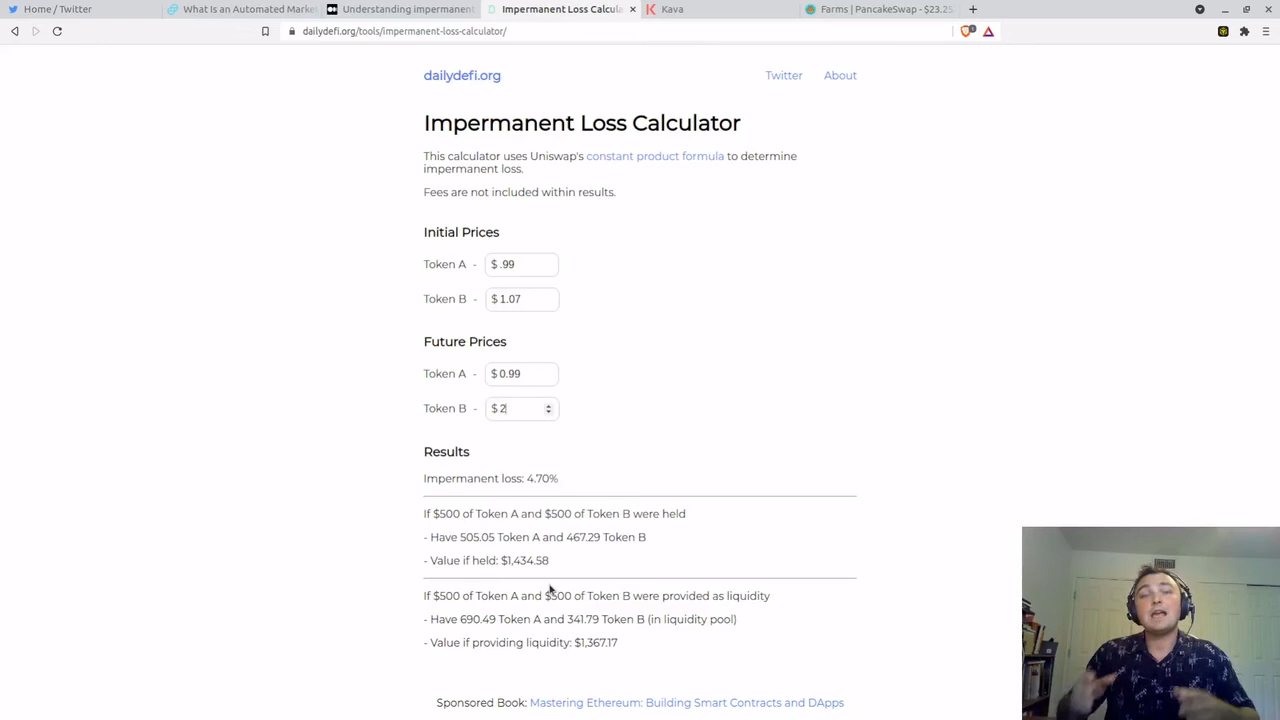 Home / Twitter
What Is an Automated Marke
Understanding impermanent
Impermanent Loss Calcula
Kava
Farms | PancakeSwap - $23.25
dailydefi.org/tools/impermanent-loss-calculator/
dailydefi.org
Twitter
About
Impermanent Loss Calculator
This calculator uses Uniswap's constant product formula to determine
impermanent loss.
Fees are not included within results.
Initial Prices
Token A - $ .99
Token B - $ 1.07
Future Prices
Token A - $ 0.99
Token B - $ 2
Results
Impermanent loss: 4.70%
If $500 of Token A and $500 of Token B were held
- Have 505.05 Token A and 467.29 Token B
- Value if held: $1,434.58
If $500 of Token A and $500 of Token B were provided as liquidity
- Have 690.49 Token A and 341.79 Token B (in liquidity pool)
- Value if providing liquidity: $1,367.17
Sponsored Book: Mastering Ethereum: Building Smart Contracts and DApps